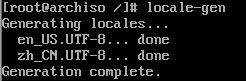 [root@archiso /]# locale-gen
Generating locales...
  en_US.UTF-8... done
  zh_CN.UTF-8... done
Generation complete.